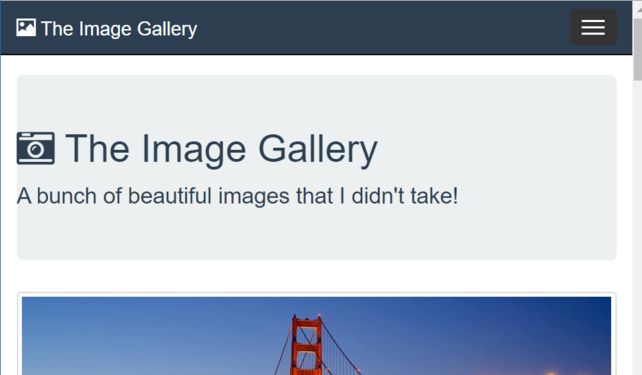 The Image Gallery
The Image Gallery
A bunch of beautiful images that I didn't take!